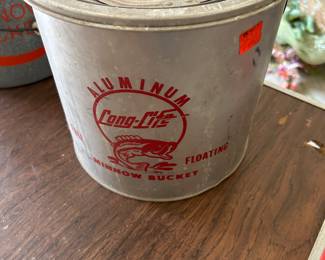 ALUMINUM
Long-Life
FLOATING
MINNOW BUCKET